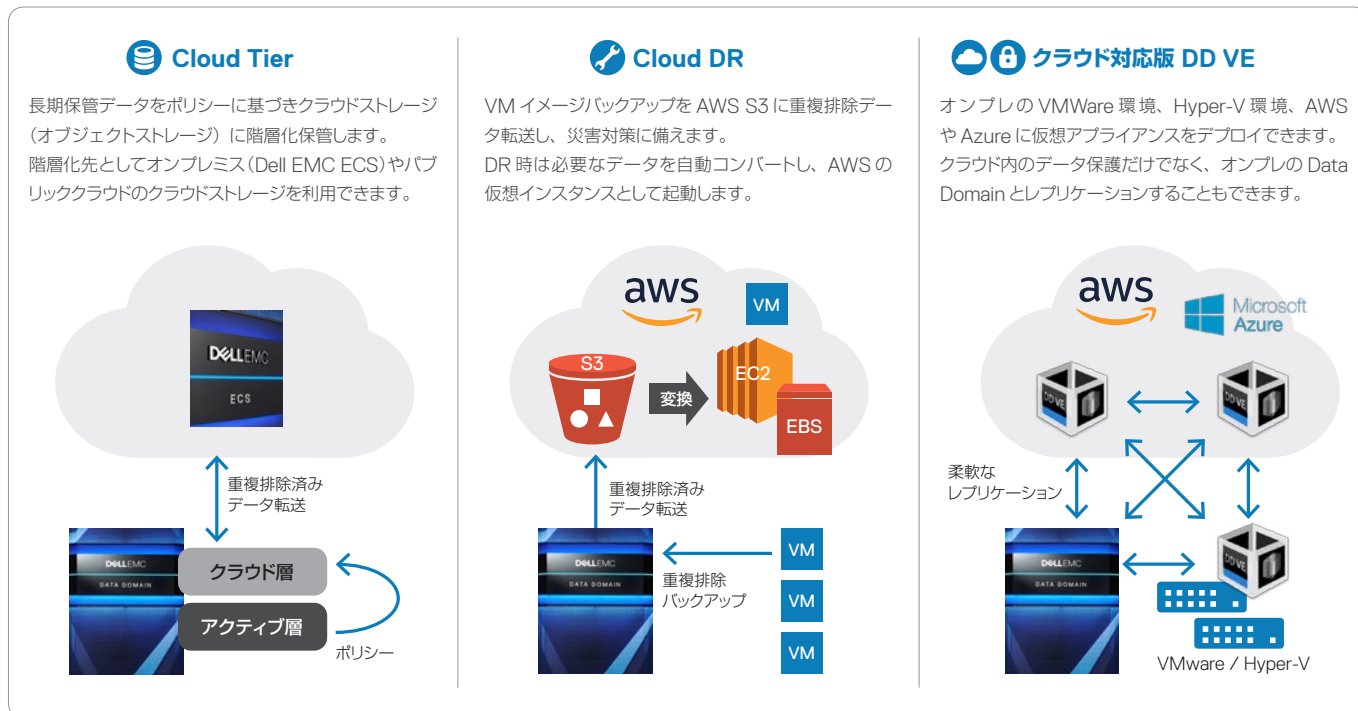 Cloud Tier
長期保管データをポリシーに基づきクラウドストレージ
（オブジェクトストレージ）に階層化保管します。
階層化先としてオンプレミス（Dell EMC ECS）やパブ
リッククラウドのクラウドストレージを利用できます。
DELLEMC
ECS
重複排除済み
データ転送
DELLEMC
DATA DOMAIN
クラウド層
アクティブ層
ポリシー
Cloud DR
VM イメージバックアップを AWS S3 に重複排除デー
タ転送し、災害対策に備えます。
DR 時は必要なデータを自動コンバートし、AWS の
仮想インスタンスとして起動します。
aws
VM
S3
変換
EC2
EBS
重複排除済み
データ転送
DELLEMC
DATA DOMAIN
重複排除
バックアップ
VM
VM
VM
クラウド対応版 DD VE
オンプレの VMWare 環境、Hyper-V 環境、AWS
や Azure に仮想アプライアンスをデプロイできます。
クラウド内のデータ保護だけでなく、オンプレの Data
Domain とレプリケーションすることもできます。
aws
Microsoft
Azure
DD VE
DD VE
柔軟な
レプリケーション
DELLEMC
DATA DOMAIN
DD VE
VMware / Hyper-V